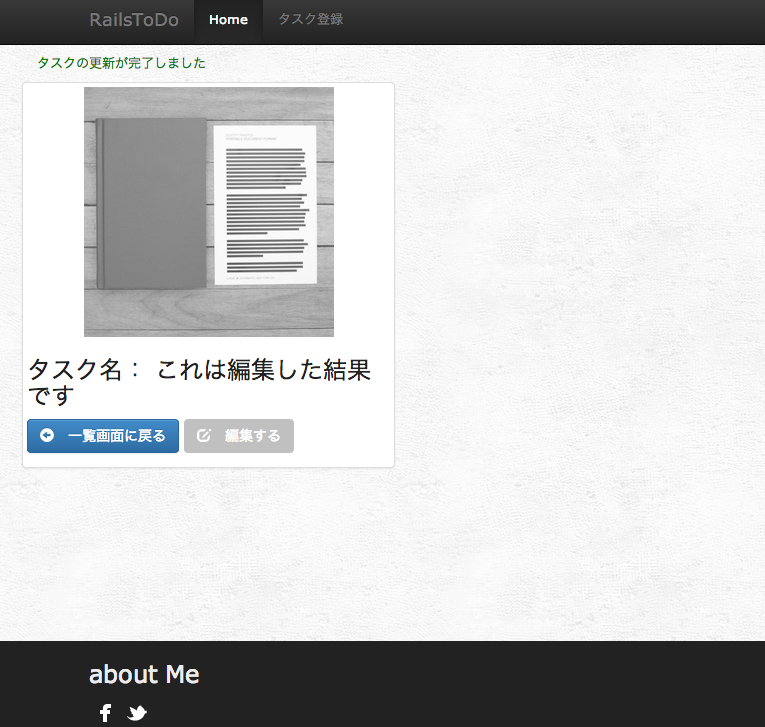 RailsToDo Home タスク登録
タスクの更新が完了しました
タスク名： これは編集した結果
です
一覧画面に戻る 編集する
about Me